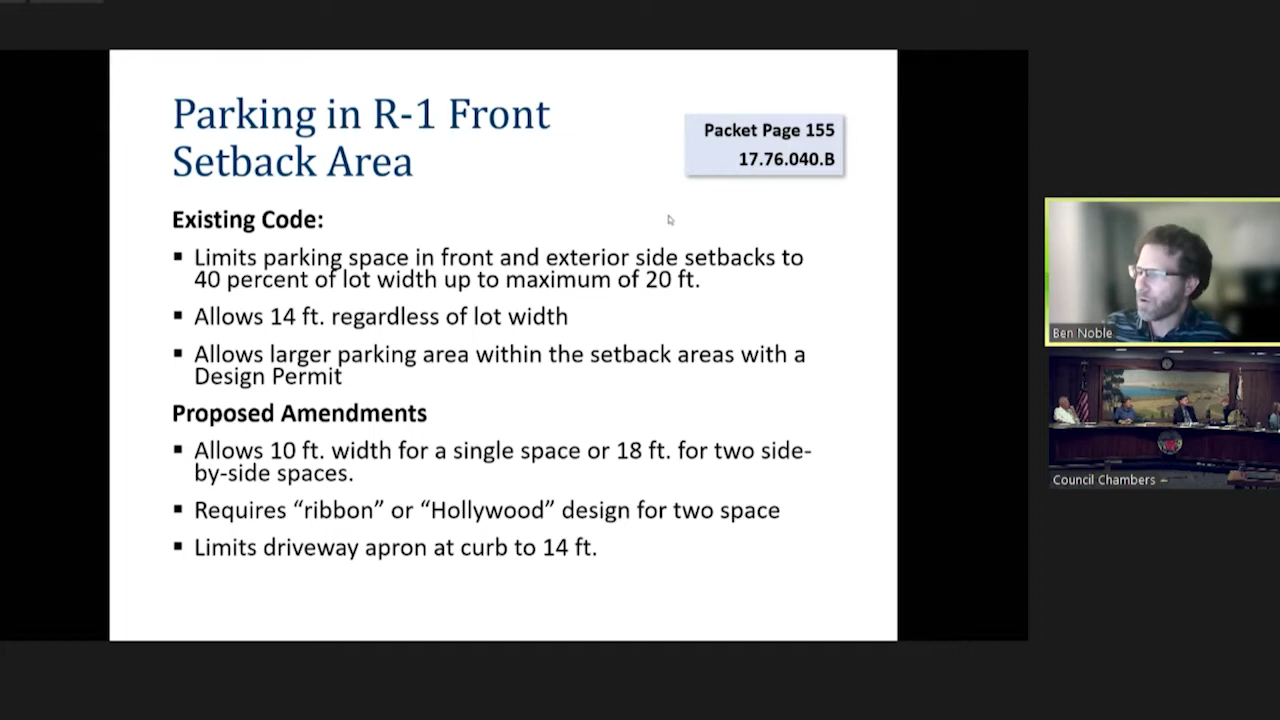 Parking in R-1 Front
Setback Area
Packet Page 155
17.76.040.B
Existing Code:
▪ Limits parking space in front and exterior side setbacks to
40 percent of lot width up to maximum of 20 ft.
▪ Allows 14 ft. regardless of lot width
▪ Allows larger parking area within the setback areas with a
Design Permit
Proposed Amendments
▪ Allows 10 ft. width for a single space or 18 ft. for two side-
by-side spaces.
▪ Requires “ribbon” or “Hollywood” design for two space
▪ Limits driveway apron at curb to 14 ft.
Ben Noble
Council Chambers